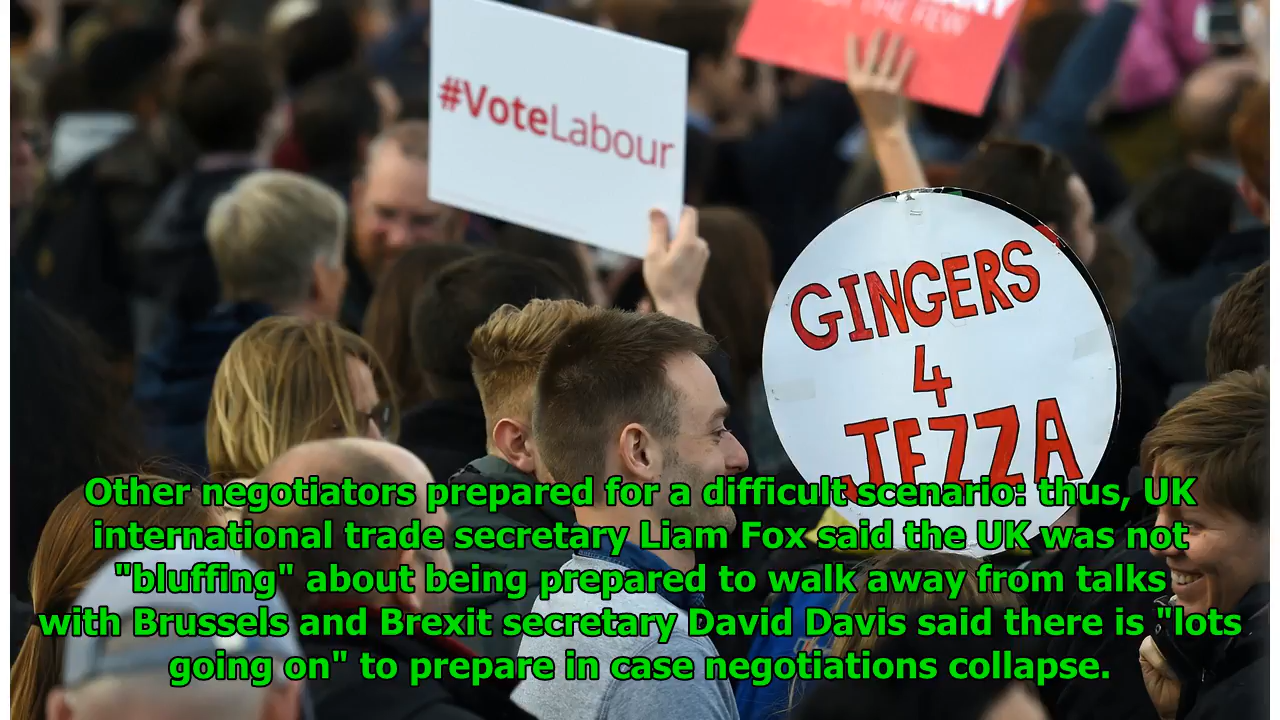 #VoteLabour
THE FEW
GINGERS
4
JEZZA
Other negotiators prepared for a difficult scenario: thus, UK
international trade secretary Liam Fox said the UK was not
"bluffing" about being prepared to walk away from talks
with Brussels and Brexit secretary David Davis said there is "lots
going on" to prepare in case negotiations collapse.